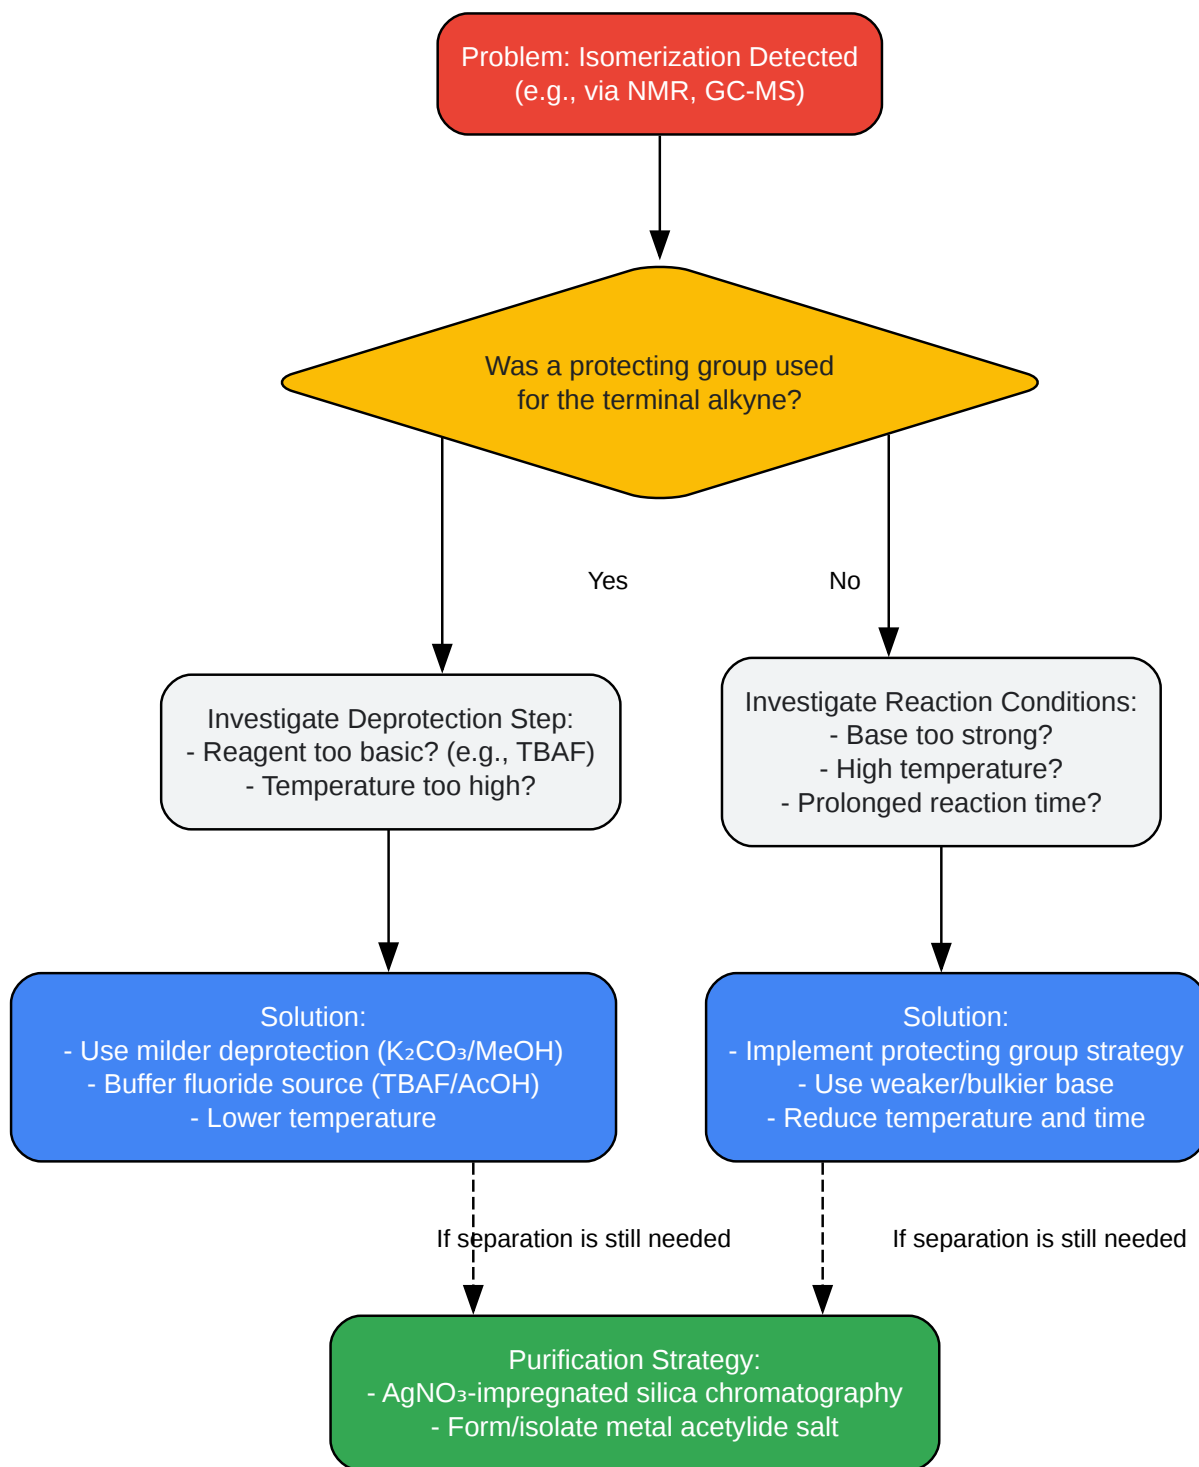 Problem: Isomerization Detected
(e.g., via NMR, GC-MS)
Was a protecting group used
for the terminal alkyne?
Yes
No
Investigate Deprotection Step:
- Reagent too basic? (e.g., TBAF)
- Temperature too high?
Investigate Reaction Conditions:
- Base too strong?
- High temperature?
- Prolonged reaction time?
Solution:
- Use milder deprotection (K₂CO₃/MeOH)
- Buffer fluoride source (TBAF/AcOH)
- Lower temperature
Solution:
- Implement protecting group strategy
- Use weaker/bulkier base
- Reduce temperature and time
If separation is still needed
If separation is still needed
Purification Strategy:
- AgNO₃-impregnated silica chromatography
- Form/isolate metal acetylide salt